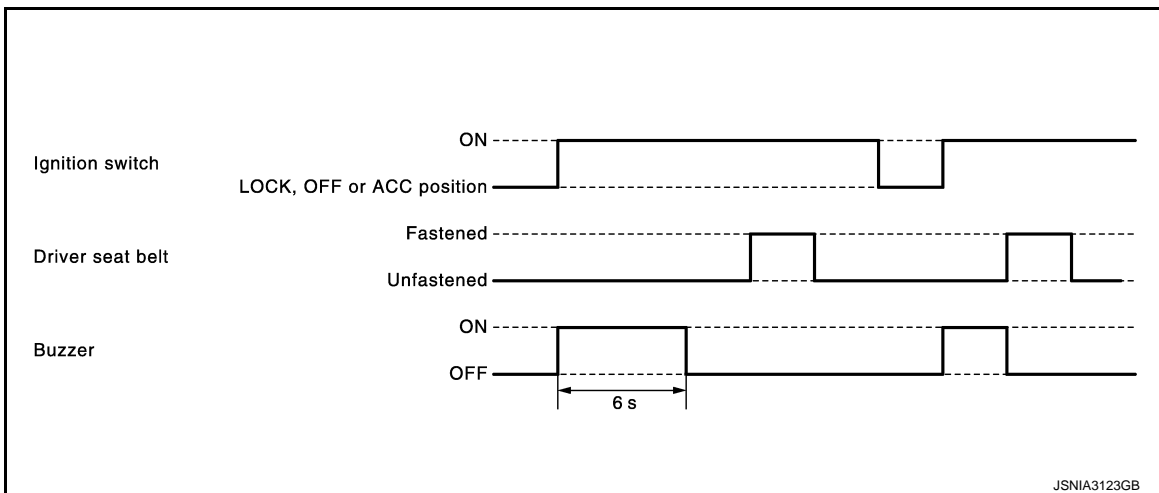 ON
Ignition switch
LOCK, OFF or ACC position
Fastened
Driver seat belt
Unfastened
ON
Buzzer
OFF
6 s
JSNIA3123GB